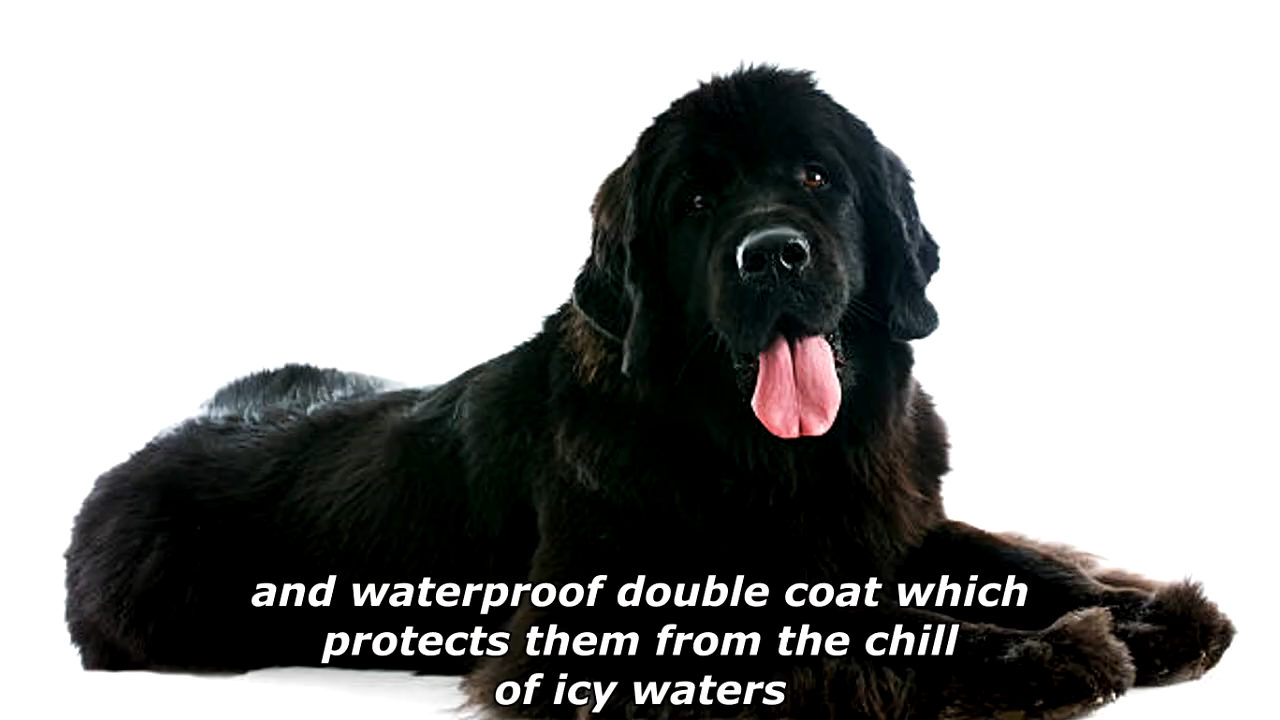 and waterproof double coat which
protects them from the chill
of icy waters